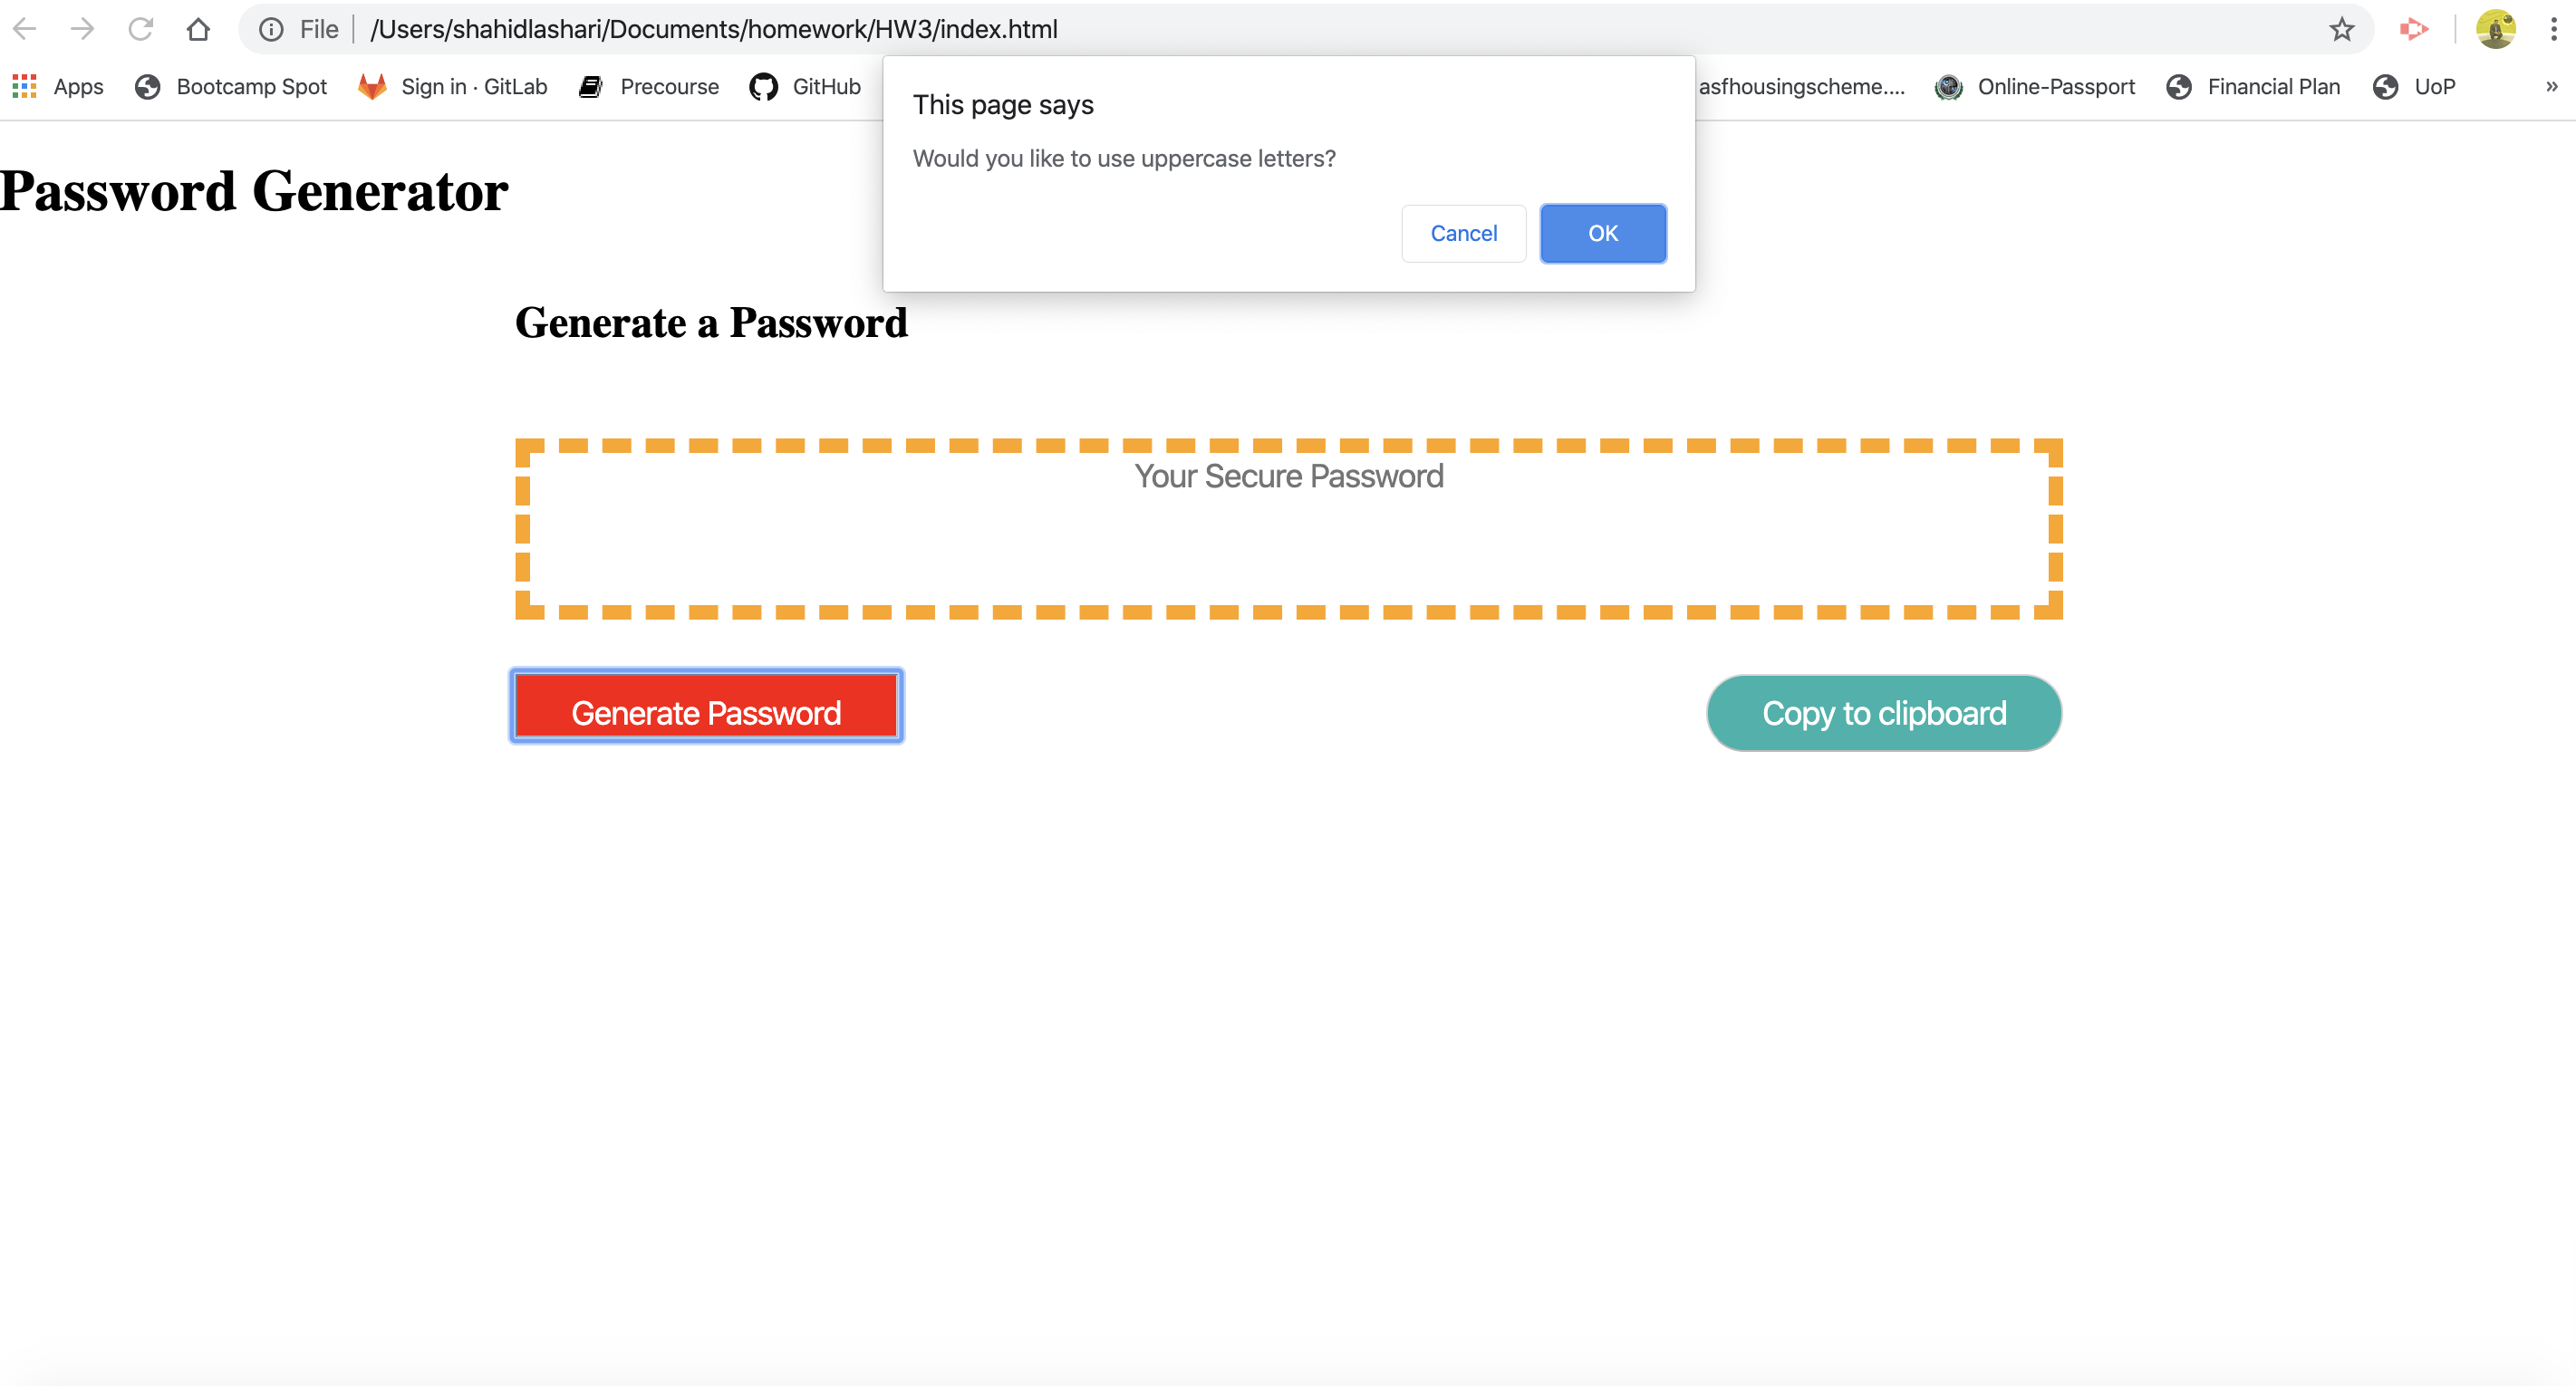 File /Users/shahidlashari/Documents/homework/HW3/index.html
Apps Bootcamp Spot Sign in · GitLab Precourse GitHub asfhousingscheme.... Online-Passport Financial Plan UoP »
This page says
Would you like to use uppercase letters?
Cancel OK
Password Generator
Generate a Password
Your Secure Password
Generate Password Copy to clipboard